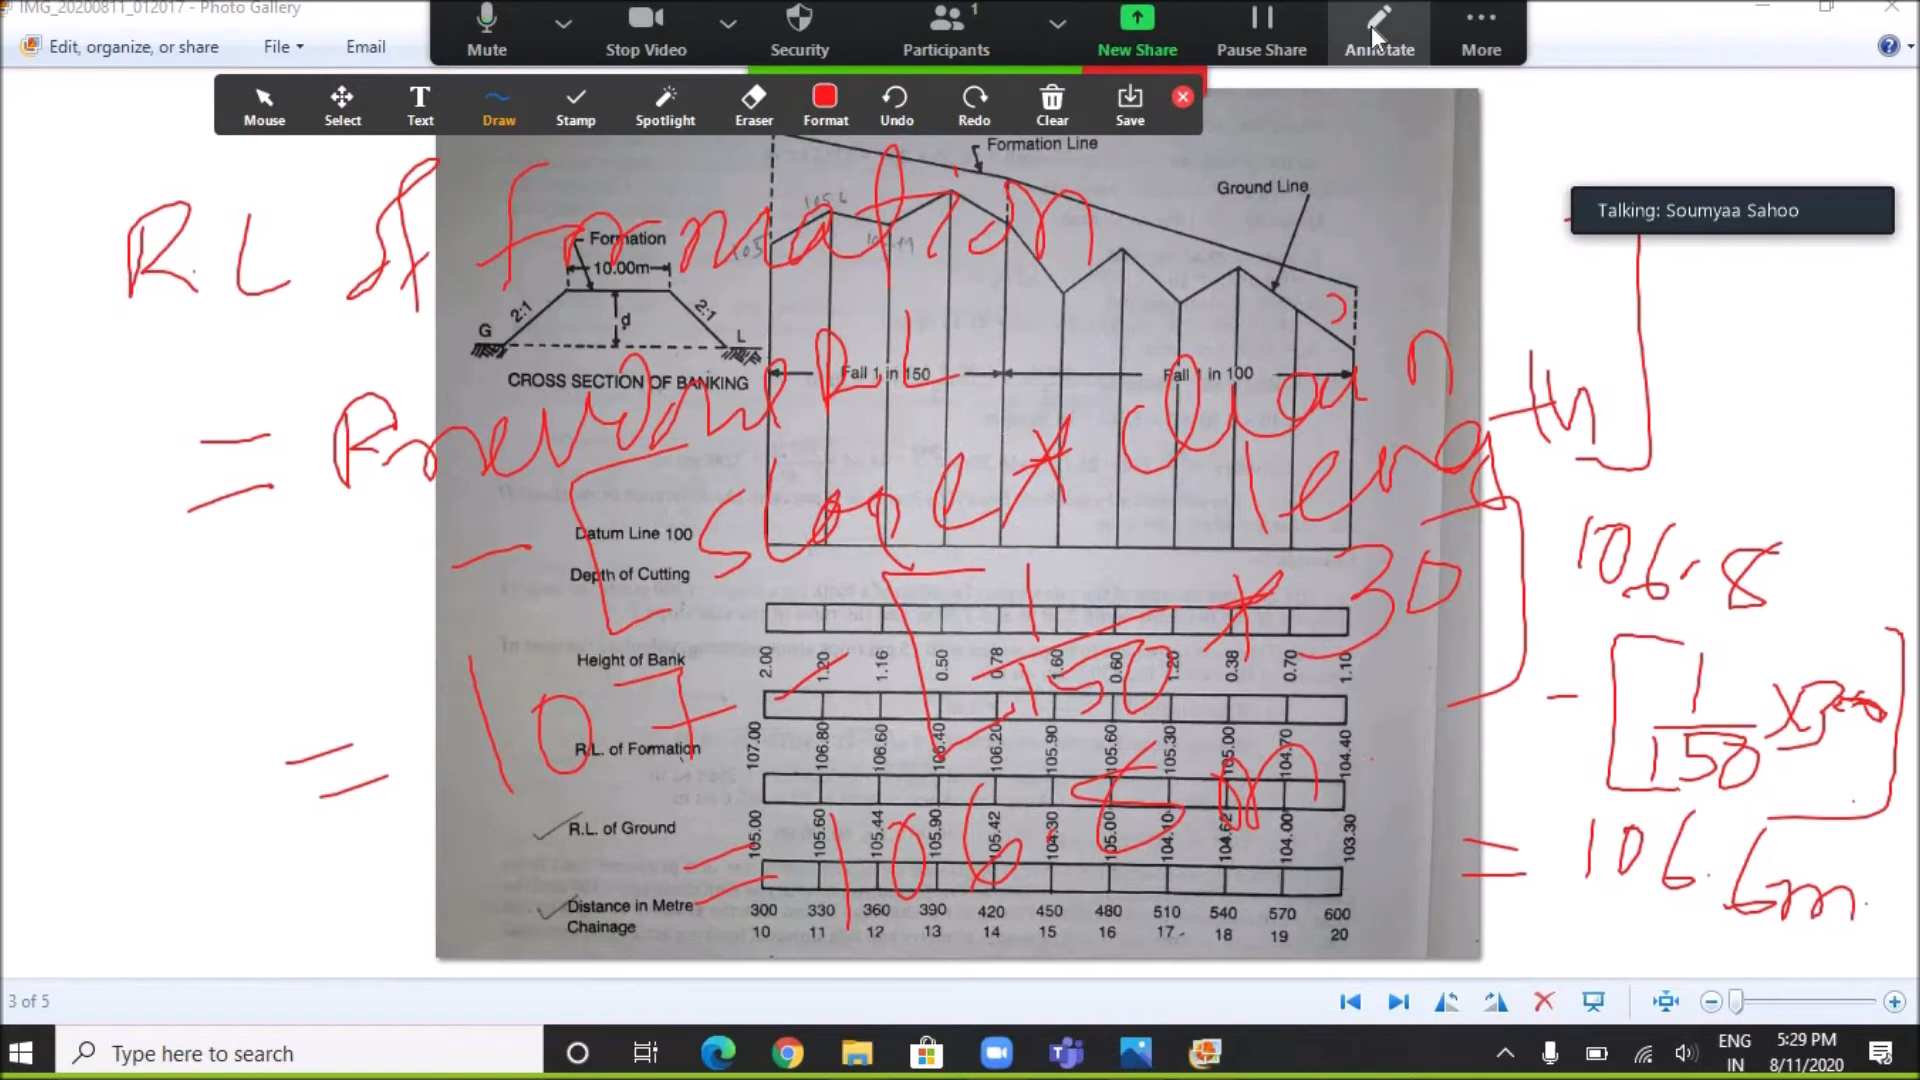 IMG_20200811_012017 - Photo Gallery
Edit, organize, or share
File
Email
Mute
Stop Video
Security
Participants
1
New Share
Pause Share
Annotate
More
Mouse
Select
Text
Draw
Stamp
Spotlight
Eraser
Format
Undo
Redo
Clear
Save
Talking: Soumyaa Sahoo
Formation Line
Ground Line
R.L of formation
Formation
10.00m
2:1
2:1
d
G
L
CROSS SECTION OF BANKING
Fall 1 in 150
Fall 1 in 100
R.L
slope * chain length
Datum Line 100
Depth of Cutting
Height of Bank
2.00 1.20 1.16 0.50 0.78 1.60 0.60 1.20 0.38 0.70 1.10
R.L. of Formation
107.00 106.80 106.60 106.40 106.20 105.90 105.60 105.30 105.00 104.70 104.40
R.L. of Ground
105.00 105.60 105.44 105.90 105.42 104.30 105.00 104.10 104.62 104.00 103.30
Distance in Metre 300 330 360 390 420 450 480 510 540 570 600
Chainage 10 11 12 13 14 15 16 17 18 19 20
= 107 - [1/150 * 30
= 106.8m
106.8
- [1/150 ×
= 106.6m
3 of 5
Type here to search
ENG
IN
5:29 PM
8/11/2020